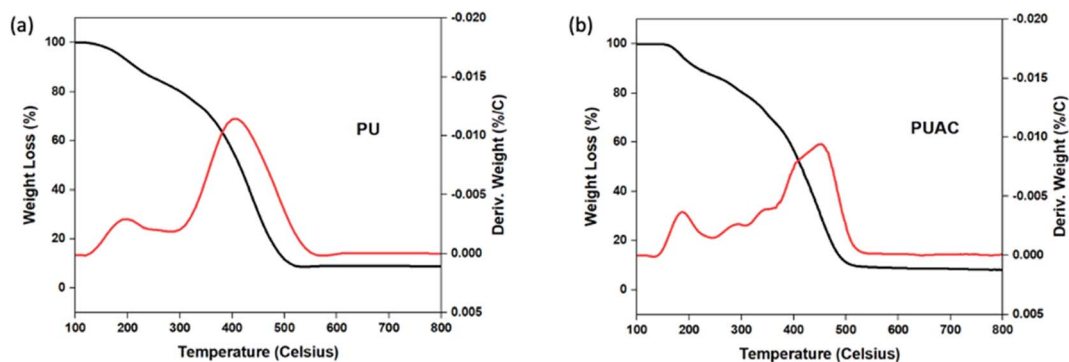 (a)
Weight Loss (%)
100
80
60
40
20
0
PU
-0.020
-0.015
-0.010
-0.005
0.000
0.005
Deriv. Weight (%/C)
100 200 300 400 500 600 700 800
Temperature (Celsius)
(b)
Weight Loss (%)
100
80
60
40
20
0
PUAC
-0.020
-0.015
-0.010
-0.005
0.000
0.005
Deriv. Weight (%/C)
100 200 300 400 500 600 700 800
Temperature (Celsius)